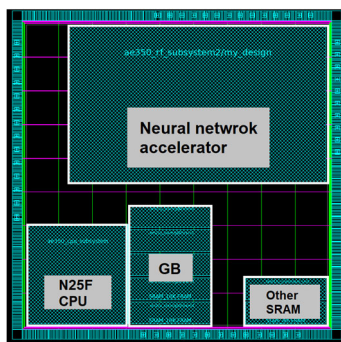 ae350_rf_subsystem2/my_design
Neural netwrok
accelerator
ae350_cpu_subsystem
N25F
CPU
GB
Other
SRAM